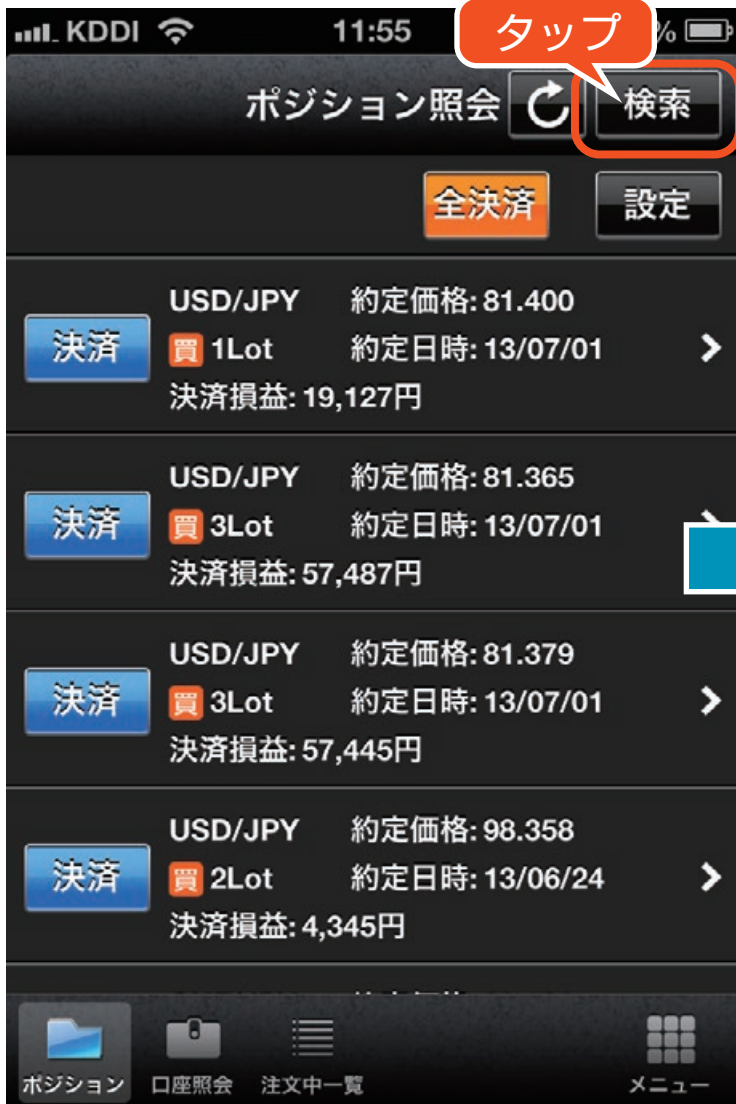 KDDI 11:55 %
タップ
ポジション照会 検索
全決済 設定
USD/JPY 約定価格: 81.400
決済 買 1Lot 約定日時: 13/07/01
決済損益: 19,127円
USD/JPY 約定価格: 81.365
決済 買 3Lot 約定日時: 13/07/01
決済損益: 57,487円
USD/JPY 約定価格: 81.379
決済 買 3Lot 約定日時: 13/07/01
決済損益: 57,445円
USD/JPY 約定価格: 98.358
決済 買 2Lot 約定日時: 13/06/24
決済損益: 4,345円
ポジション 口座照会 注文中一覧 メニュー